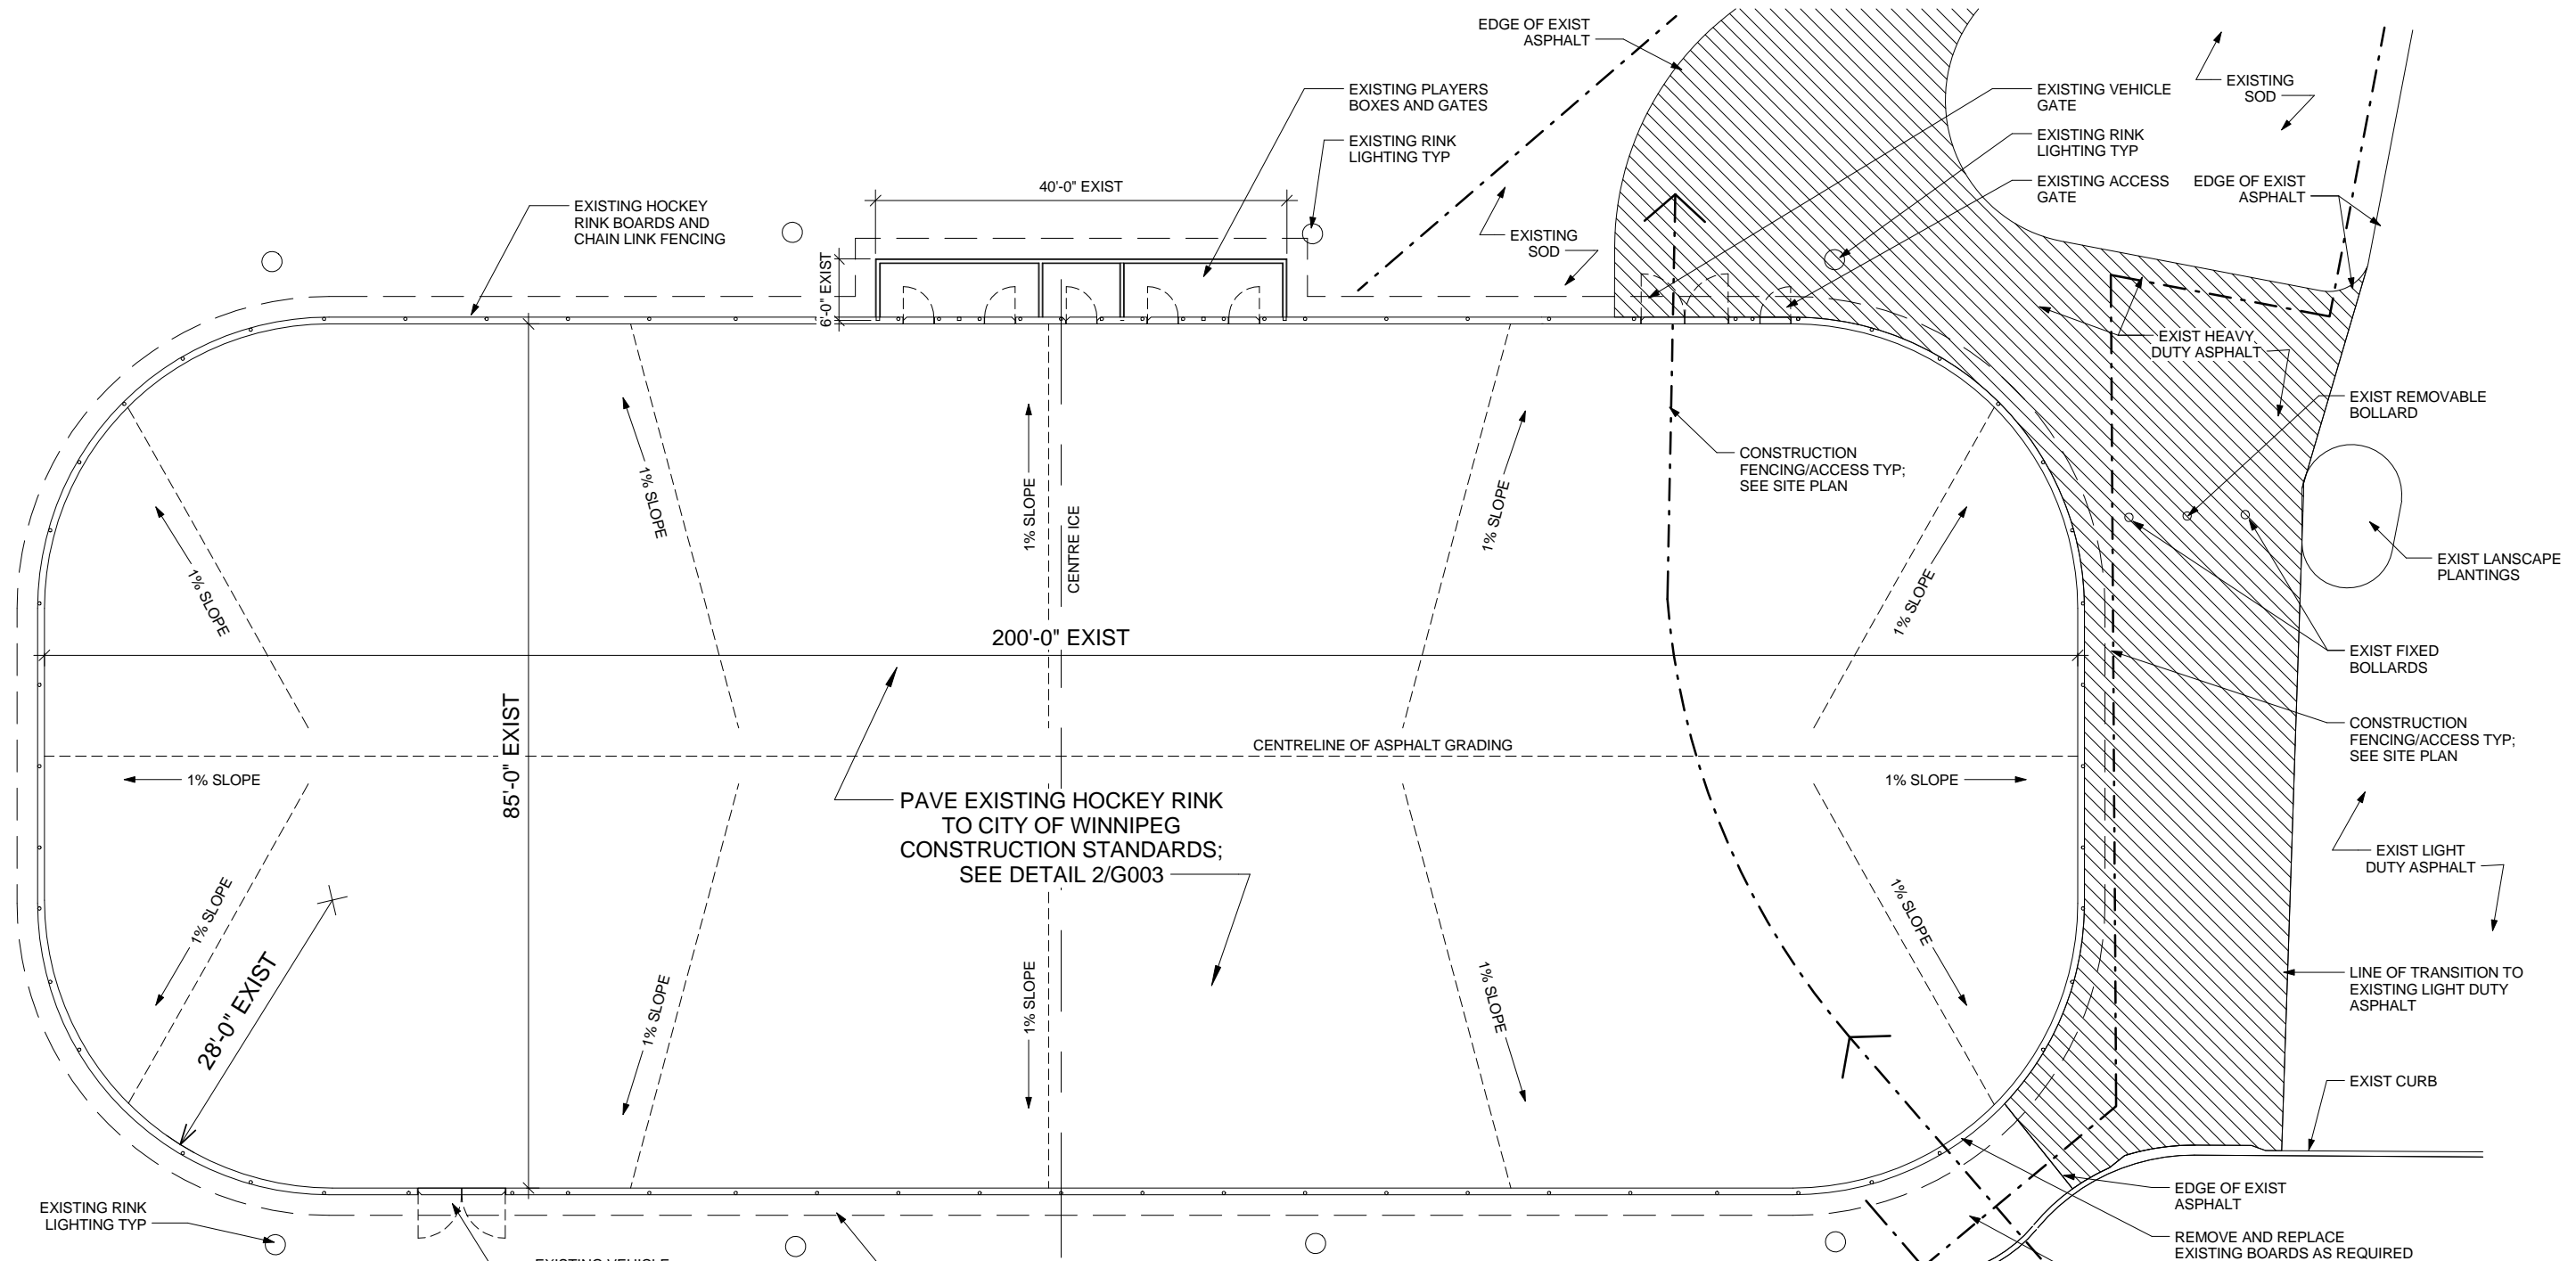 EDGE OF EXIST
ASPHALT
EXISTING PLAYERS
BOXES AND GATES
EXISTING RINK
LIGHTING TYP
EXISTING VEHICLE
GATE
EXISTING RINK
LIGHTING TYP
EXISTING ACCESS
GATE
EXISTING
SOD
EDGE OF EXIST
ASPHALT
40'-0" EXIST
EXISTING HOCKEY
RINK BOARDS AND
CHAIN LINK FENCING
6'-0" EXIST
EXISTING
SOD
EXIST HEAVY
DUTY ASPHALT
EXIST REMOVABLE
BOLLARD
CONSTRUCTION
FENCING/ACCESS TYP;
SEE SITE PLAN
1% SLOPE
1% SLOPE
1% SLOPE
CENTRE ICE
1% SLOPE
1% SLOPE
EXIST LANSCAPE
PLANTINGS
200'-0" EXIST
EXIST FIXED
BOLLARDS
85'-0" EXIST
CENTRELINE OF ASPHALT GRADING
CONSTRUCTION
FENCING/ACCESS TYP;
SEE SITE PLAN
1% SLOPE
1% SLOPE
PAVE EXISTING HOCKEY RINK
TO CITY OF WINNIPEG
CONSTRUCTION STANDARDS;
SEE DETAIL 2/G003
EXIST LIGHT
DUTY ASPHALT
1% SLOPE
1% SLOPE
1% SLOPE
1% SLOPE
1% SLOPE
28'-0" EXIST
LINE OF TRANSITION TO
EXISTING LIGHT DUTY
ASPHALT
EXIST CURB
EDGE OF EXIST
ASPHALT
EXISTING RINK
LIGHTING TYP
REMOVE AND REPLACE
EXISTING BOARDS AS REQUIRED
EXISTING VEHICLE